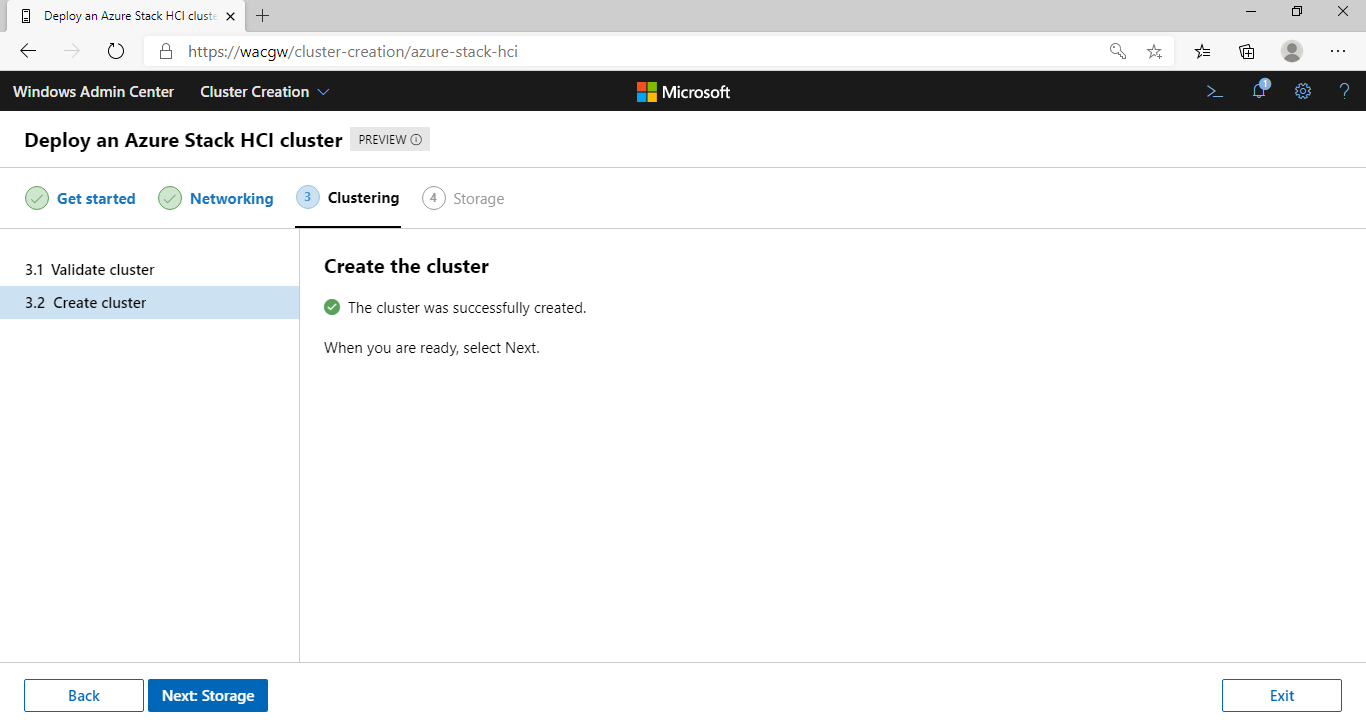 Deploy an Azure Stack HCI cluste
https://wacgw/cluster-creation/azure-stack-hci
Windows Admin Center Cluster Creation Microsoft 1 ?
Deploy an Azure Stack HCI cluster PREVIEW
Get started Networking 3 Clustering 4 Storage
3.1 Validate cluster
3.2 Create cluster
Create the cluster
The cluster was successfully created.
When you are ready, select Next.
Back Next: Storage Exit